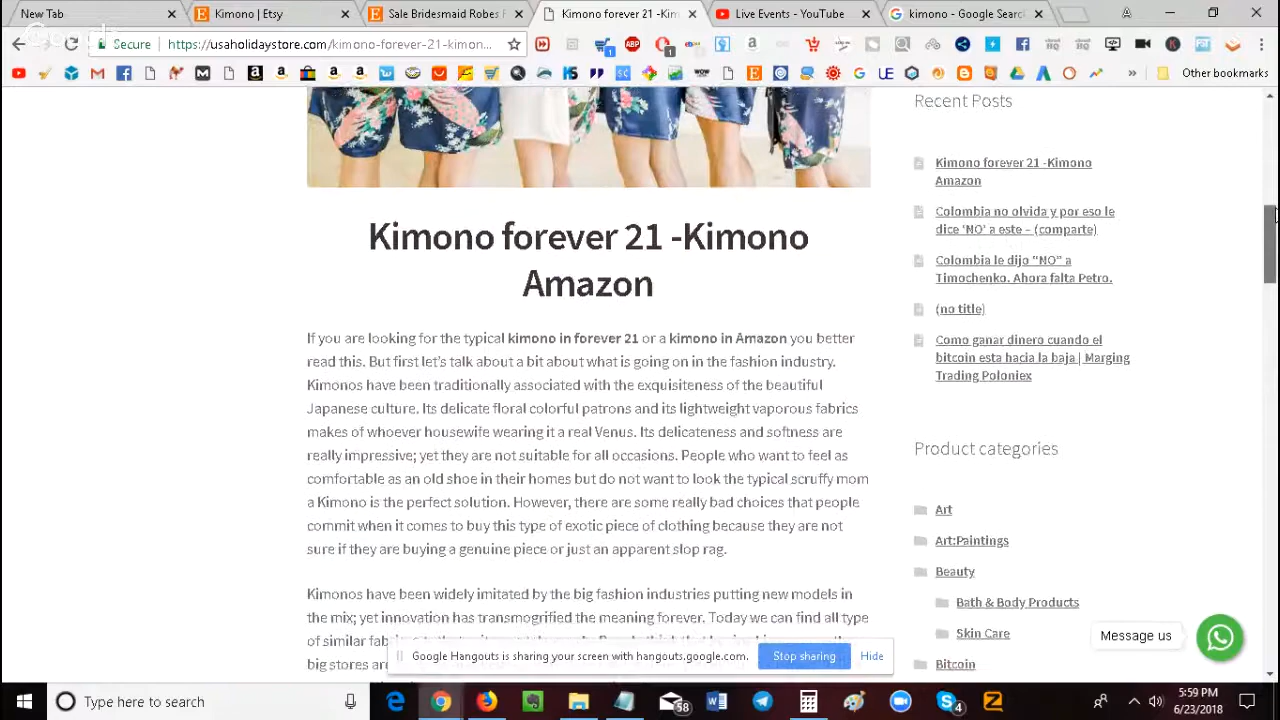 New Tab
Kimono | Etsy
Sale Bridesmaid Robes F
Kimono forever 21 -Kim
Live Events - YouTube
kimono - Google Search
Secure
https://usaholidaystore.com/kimono-forever-21-kimon...
Other bookmarks
Recent Posts
Kimono forever 21 -Kimono
Amazon
Colombia no olvida y por eso le
dice ‘NO’ a este – (comparte)
Colombia le dijo “NO” a
Timochenko. Ahora falta Petro.
(no title)
Como ganar dinero cuando el
bitcoin esta hacia la baja | Marging
Trading Poloniex
Product categories
Art
Art:Paintings
Beauty
Bath & Body Products
Skin Care
Bitcoin
Kimono forever 21 -Kimono
Amazon
If you are looking for the typical kimono in forever 21 or a kimono in Amazon you better
read this. But first let’s talk about a bit about what is going on in the fashion industry.
Kimonos have been traditionally associated with the exquisiteness of the beautiful
Japanese culture. Its delicate floral colorful patrons and its lightweight vaporous fabrics
makes of whoever housewife wearing it a real Venus. Its delicateness and softness are
really impressive; yet they are not suitable for all occasions. People who want to feel as
comfortable as an old shoe in their homes but do not want to look the typical scruffy mom
a Kimono is the perfect solution. However, there are some really bad choices that people
commit when it comes to buy this type of exotic piece of clothing because they are not
sure if they are buying a genuine piece or just an apparent slop rag.
Kimonos have been widely imitated by the big fashion industries putting new models in
the mix; yet innovation has transmogrified the meaning forever. Today we can find all type
of similar
big stores are
Message us
Google Hangouts is sharing your screen with hangouts.google.com.
Stop sharing
Hide
Type here to search
58
4
5:59 PM
6/23/2018